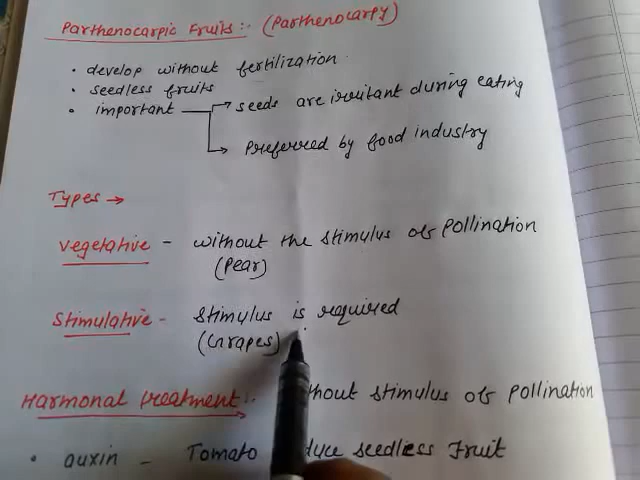 Parthenocarpic Fruits :- (Parthenocarpy)
• develop without fertilization
• seedless fruits
• important → seeds are irritant during eating
→ Preferred by food industry
Types →
Vegetative - without the stimulus of Pollination
(Pear)
Stimulative - Stimulus is required
(Grapes)
Harmonal treatment :- hout stimulus of pollination
• auxin - Tomato duce seedless Fruit